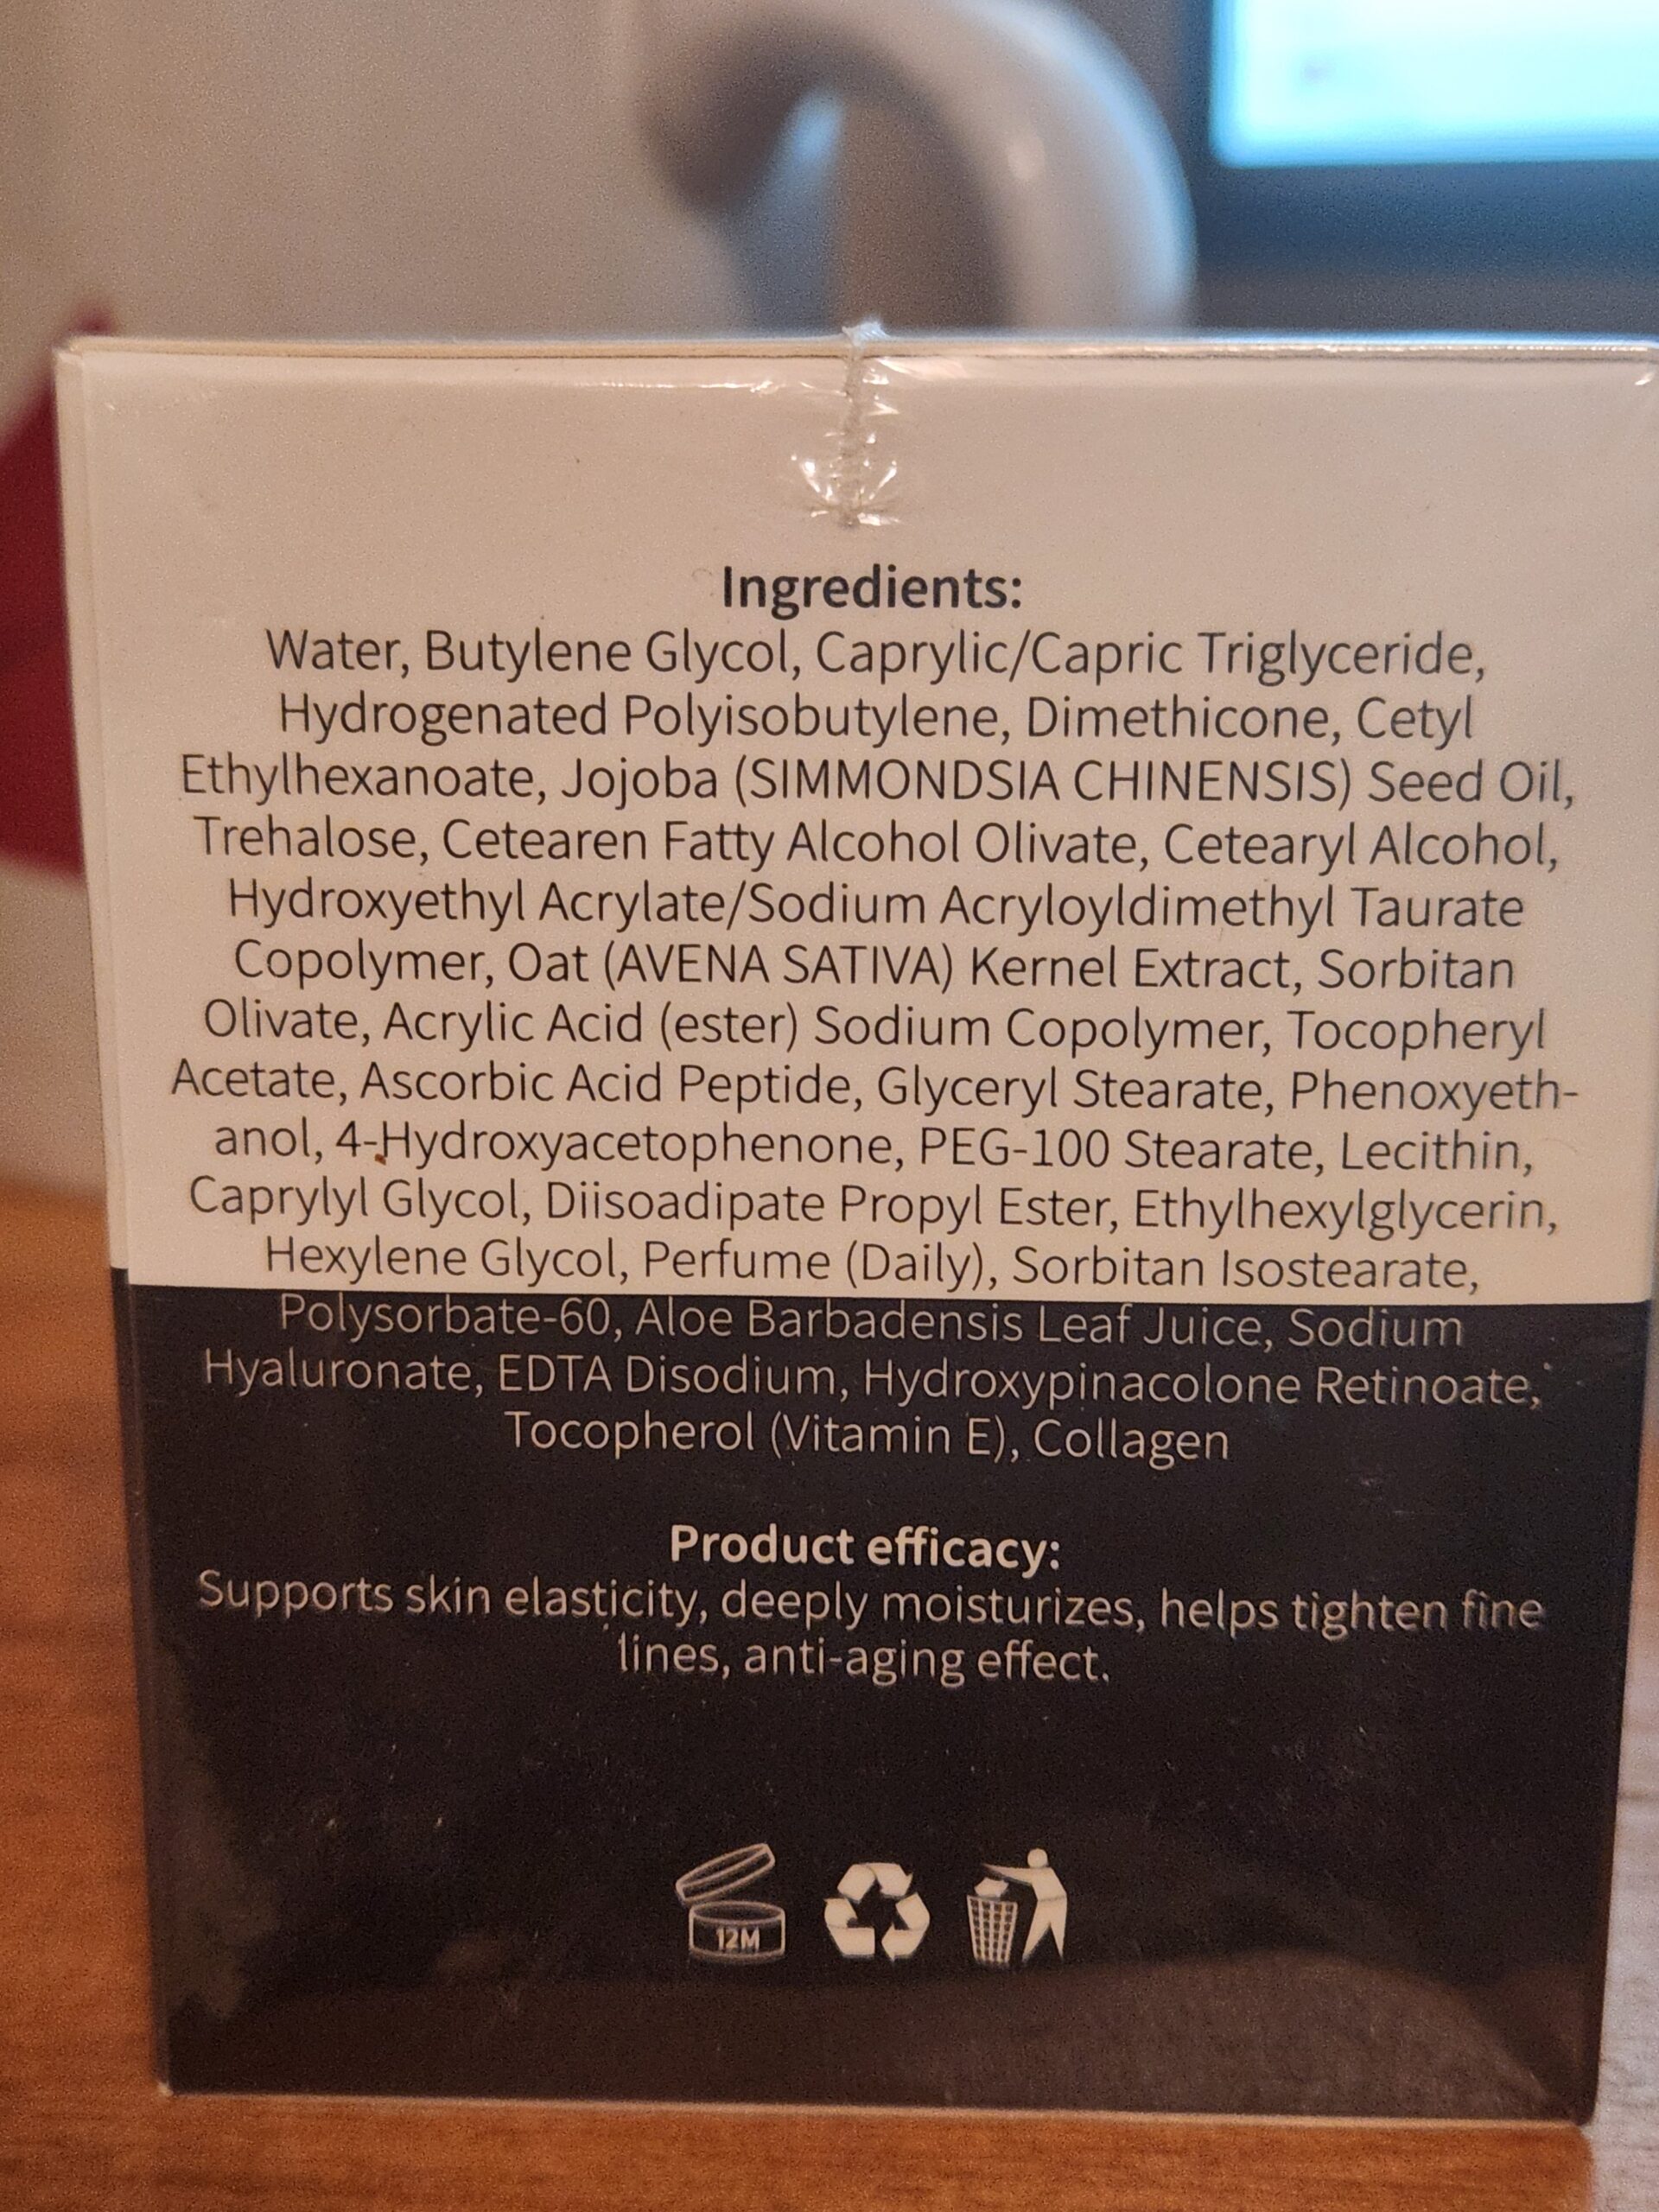 Ingredients:
Water, Butylene Glycol, Caprylic/Capric Triglyceride,
Hydrogenated Polyisobutylene, Dimethicone, Cetyl
Ethylhexanoate, Jojoba (SIMMONDSIA CHINENSIS) Seed Oil,
Trehalose, Cetearen Fatty Alcohol Olivate, Cetearyl Alcohol,
Hydroxyethyl Acrylate/Sodium Acryloyldimethyl Taurate
Copolymer, Oat (AVENA SATIVA) Kernel Extract, Sorbitan
Olivate, Acrylic Acid (ester) Sodium Copolymer, Tocopheryl
Acetate, Ascorbic Acid Peptide, Glyceryl Stearate, Phenoxyeth-
anol, 4-Hydroxyacetophenone, PEG-100 Stearate, Lecithin,
Caprylyl Glycol, Diisoadipate Propyl Ester, Ethylhexylglycerin,
Hexylene Glycol, Perfume (Daily), Sorbitan Isostearate,
Polysorbate-60, Aloe Barbadensis Leaf Juice, Sodium
Hyaluronate, EDTA Disodium, Hydroxypinacolone Retinoate,
Tocopherol (Vitamin E), Collagen
Product efficacy:
Supports skin elasticity, deeply moisturizes, helps tighten fine
lines, anti-aging effect.
12M